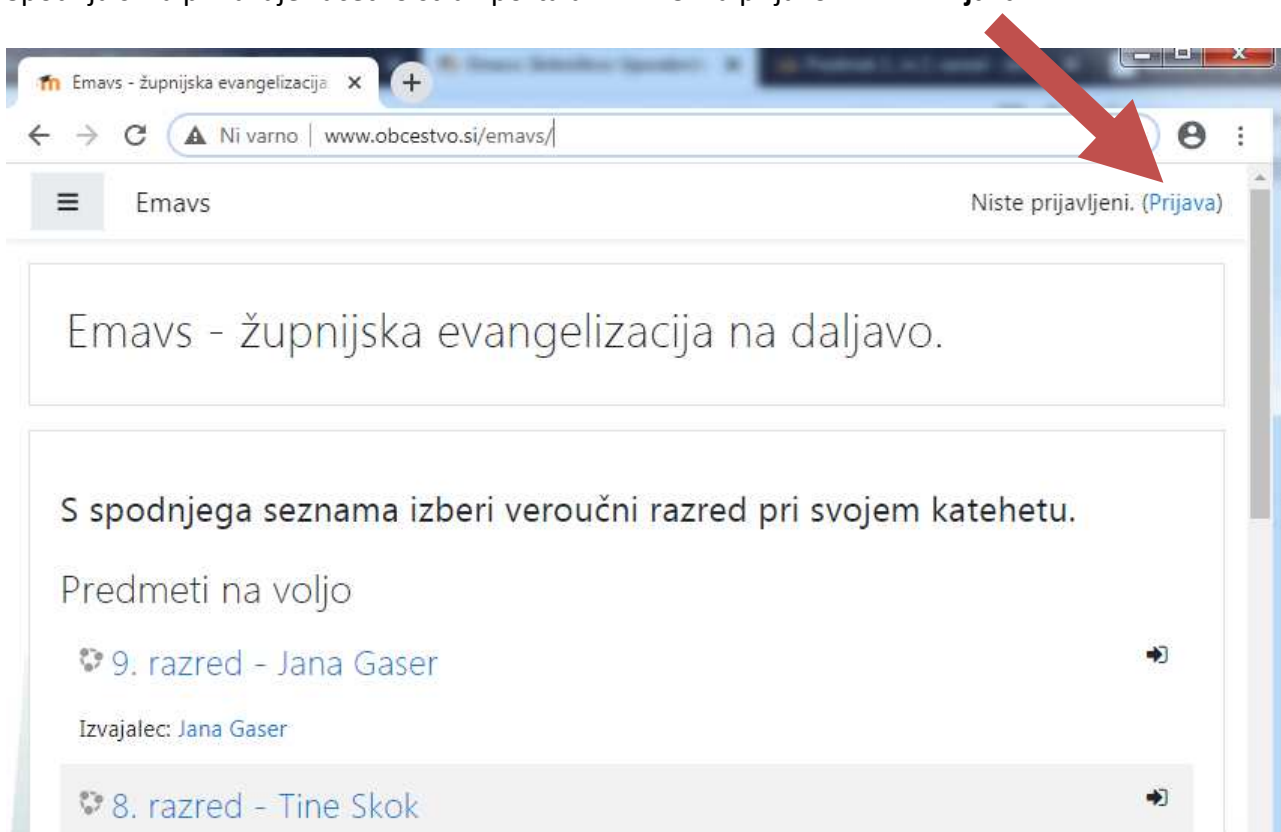 Emavs - župnijska evangelizacija
Ni varno | www.obcestvo.si/emavs/
Emavs
Niste prijavljeni. (Prijava)
Emavs - župnijska evangelizacija na daljavo.
S spodnjega seznama izberi veroučni razred pri svojem katehetu.
Predmeti na voljo
9. razred - Jana Gaser
Izvajalec: Jana Gaser
8. razred - Tine Skok